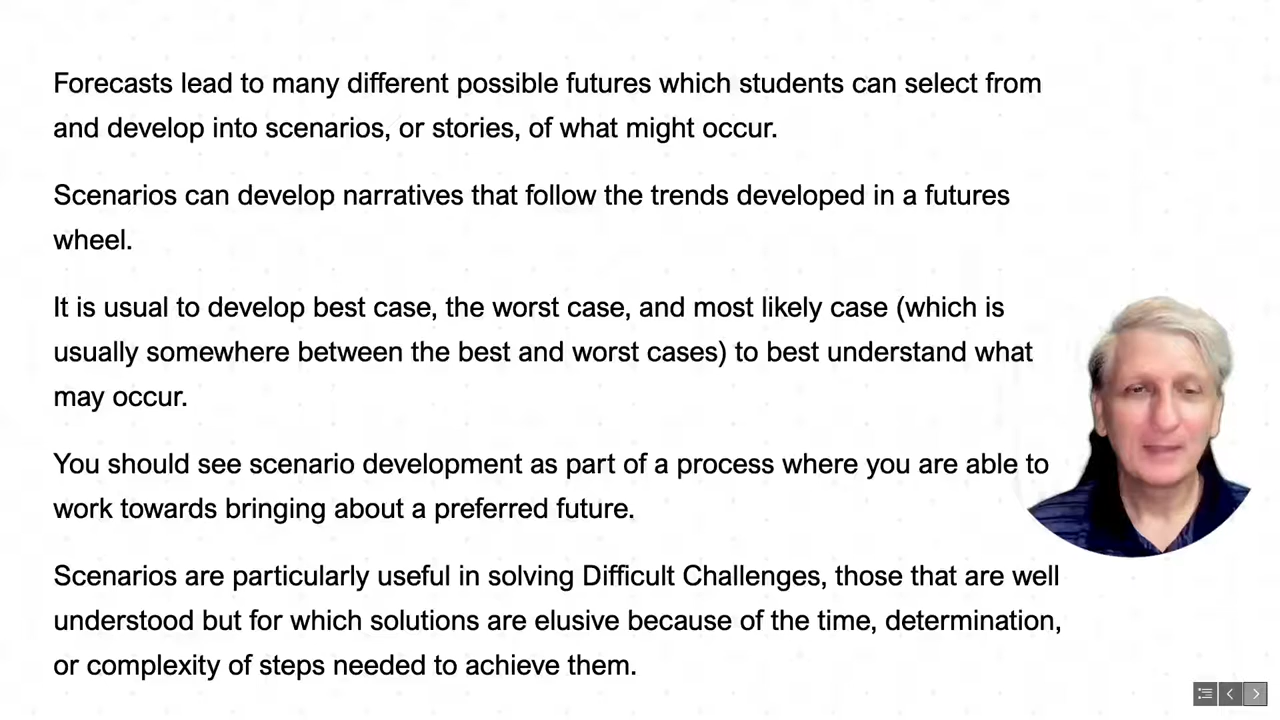 Forecasts lead to many different possible futures which students can select from
and develop into scenarios, or stories, of what might occur.
Scenarios can develop narratives that follow the trends developed in a futures
wheel.
It is usual to develop best case, the worst case, and most likely case (which is
usually somewhere between the best and worst cases) to best understand what
may occur.
You should see scenario development as part of a process where you are able to
work towards bringing about a preferred future.
Scenarios are particularly useful in solving Difficult Challenges, those that are well
understood but for which solutions are elusive because of the time, determination,
or complexity of steps needed to achieve them.